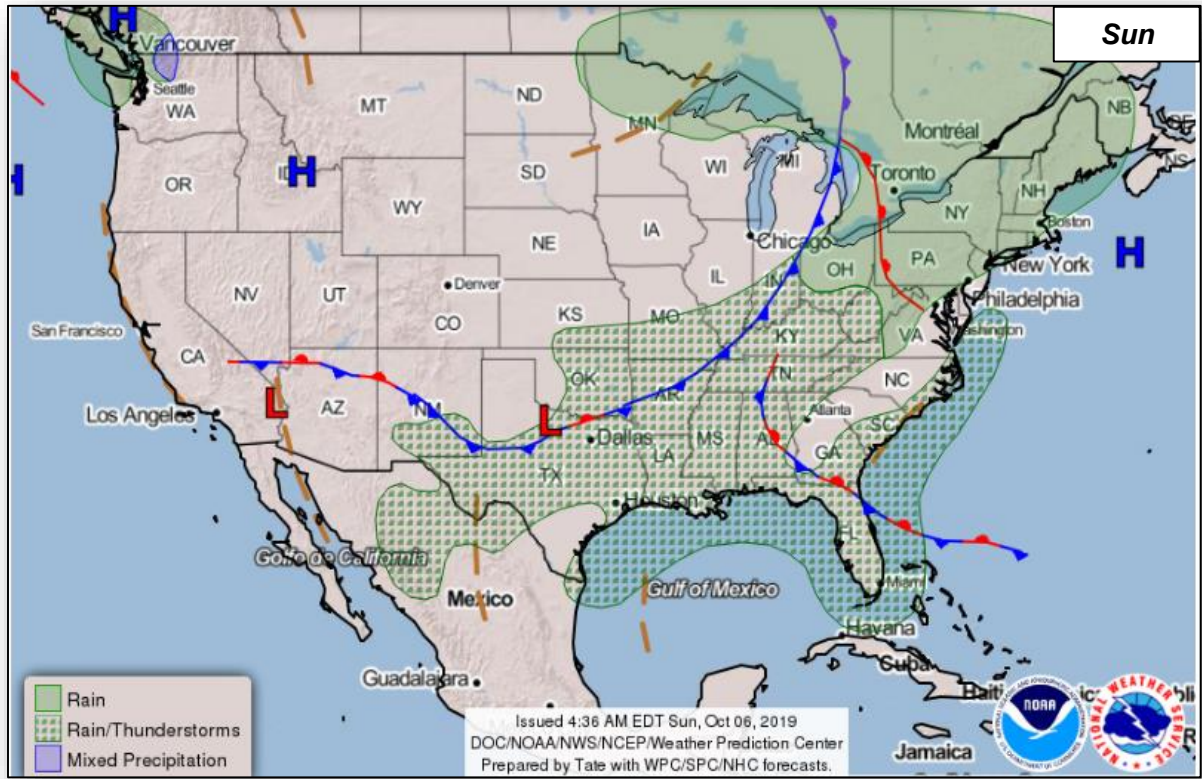 Sun
H
Vancouver
Seattle
WA
MT
ND
MN
Montréal
NB
NS
H
OR
ID
H
SD
WI
MI
Toronto
NH
WY
NY
Boston
IA
NE
Chicago
H
PA
New York
OH
IL
IN
Philadelphia
NV
UT
Denver
CO
KS
MO
VA
San Francisco
KY
CA
OK
TN
NC
L
AZ
NM
L
AR
Atlanta
SC
Los Angeles
Dallas
MS
GA
TX
LA
Houston
FL
Golfo de California
Miami
Mexico
Gulf of Mexico
Havana
Cuba
Guadalajara
Rain
Rain/Thunderstorms
Mixed Precipitation
Issued 4:36 AM EDT Sun, Oct 06, 2019
DOC/NOAA/NWS/NCEP/Weather Prediction Center
Prepared by Tate with WPC/SPC/NHC forecasts.
NOAA
NATIONAL WEATHER SERVICE
Jamaica